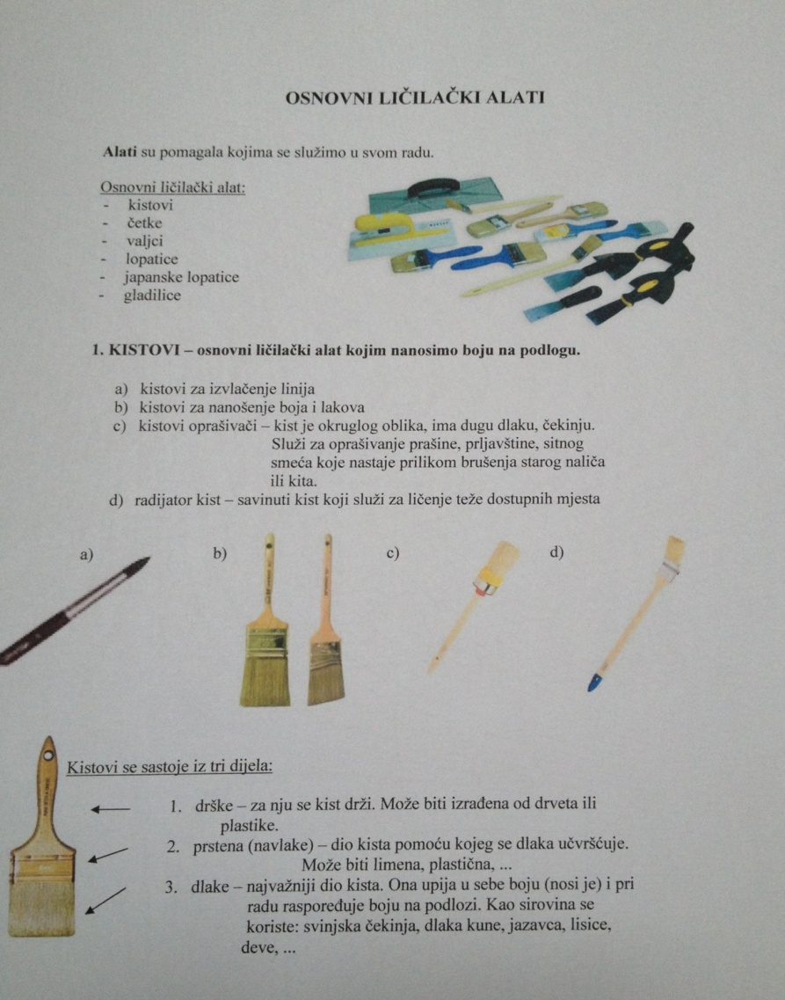 OSNOVNI LIČILAČKI ALATI
Alati su pomagala kojima se služimo u svom radu.
Osnovni ličilački alat:
- kistovi
- četke
- valjci
- lopatice
- japanske lopatice
- gladilice
1. KISTOVI – osnovni ličilački alat kojim nanosimo boju na podlogu.
a) kistovi za izvlačenje linija
b) kistovi za nanošenje boja i lakova
c) kistovi oprašivači – kist je okruglog oblika, ima dugu dlaku, čekinju.
Služi za oprašivanje prašine, prljavštine, sitnog
smeća koje nastaje prilikom brušenja starog naliča
ili kita.
d) radijator kist – savinuti kist koji služi za ličenje teže dostupnih mjesta
a) b) c) d)
Kistovi se sastoje iz tri dijela:
1. drške – za nju se kist drži. Može biti izrađena od drveta ili
plastike.
2. prstena (navlake) – dio kista pomoću kojeg se dlaka učvršćuje.
Može biti limena, plastična, ...
3. dlake – najvažniji dio kista. Ona upija u sebe boju (nosi je) i pri
radu raspoređuje boju na podlozi. Kao sirovina se
koriste: svinjska čekinja, dlaka kune, jazavca, lisice,
deve, ...